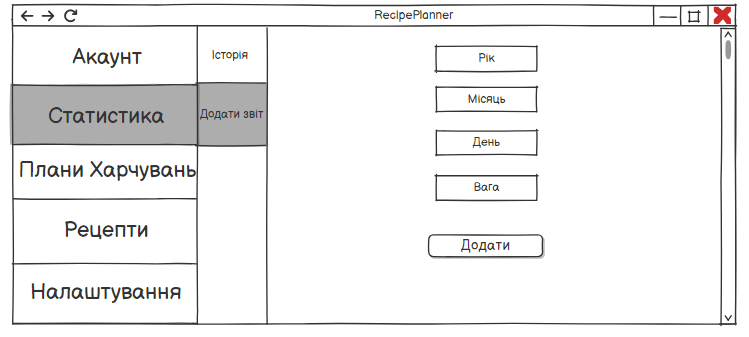 RecipePlanner
Акаунт
Статистика
Плани Харчувань
Рецепти
Налаштування
Історія
Додати звіт
Рік
Місяць
День
Вага
Додати